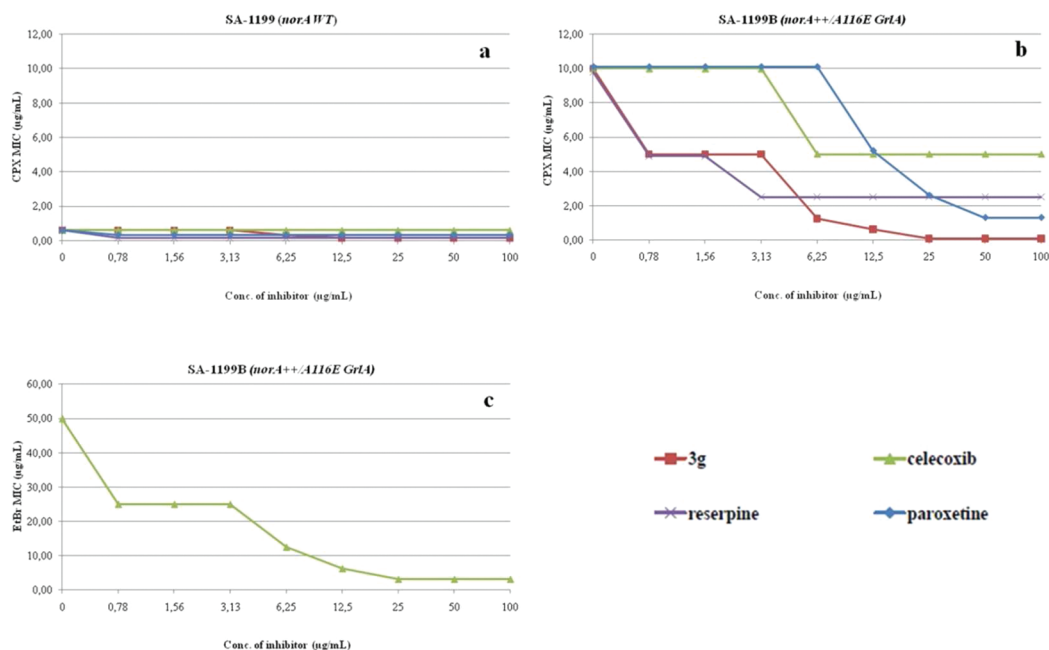 SA-1199 (norA WT)
a
12,00
10,00
8,00
6,00
4,00
2,00
0,00
CPX MIC (µg/mL)
0 0,78 1,56 3,13 6,25 12,5 25 50 100
Conc. of inhibitor (µg/mL)
SA-1199B (norA++/A116E GrlA)
b
12,00
10,00
8,00
6,00
4,00
2,00
0,00
CPX MIC (µg/mL)
0 0,78 1,56 3,13 6,25 12,5 25 50 100
Conc. of inhibitor (µg/mL)
SA-1199B (norA++/A116E GrlA)
c
60,00
50,00
40,00
30,00
20,00
10,00
0,00
EtBr MIC (µg/mL)
0 0,78 1,56 3,13 6,25 12,5 25 50 100
Conc. of inhibitor (µg/mL)
3g celecoxib
reserpine paroxetine